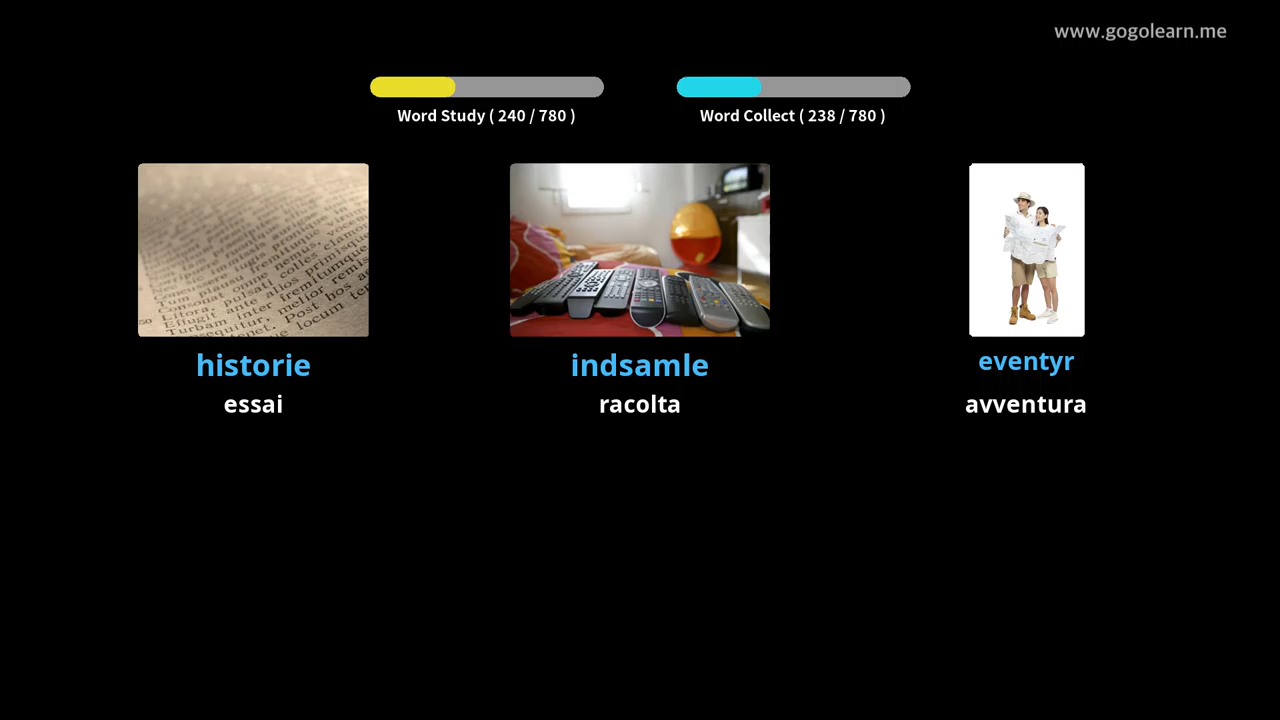 www.gogolearn.me
Word Study ( 240 / 780 )
Word Collect ( 238 / 780 )
historie
indsamle
eventyr
essai
racolta
avventura